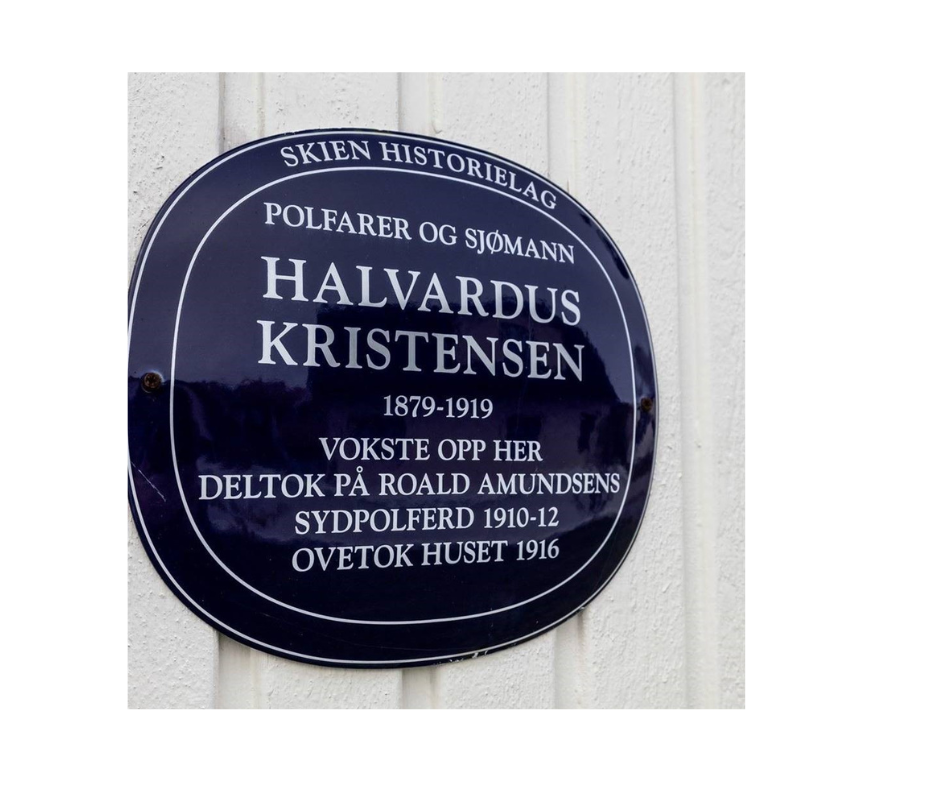 SKIEN HISTORIELAG
POLFARER OG SJØMANN
HALVARDUS
KRISTENSEN
1879-1919
VOKSTE OPP HER
DELTOK PÅ ROALD AMUNDSENS
SYDPOLFERD 1910-12
OVETOK HUSET 1916